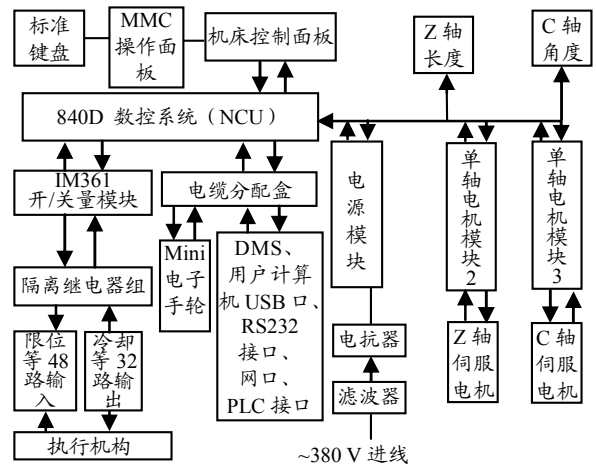 标准
键盘
MMC
操作面
板
机床控制面板
Z 轴
长度
C 轴
角度
840D 数控系统（NCU）
IM361
开/关量模块
电缆分配盒
电
源
模
块
单
轴
电
机
模
块
2
单
轴
电
机
模
块
3
Mini
电子
手轮
DMS、
用户计算
机 USB 口、
RS232
接口、
网口、
PLC 接口
隔离继电器组
电抗器
Z 轴
伺服
电机
C 轴
伺服
电机
限位
等 48
路输
入
冷却
等 32
路输
出
滤波器
执行机构
~380 V 进线